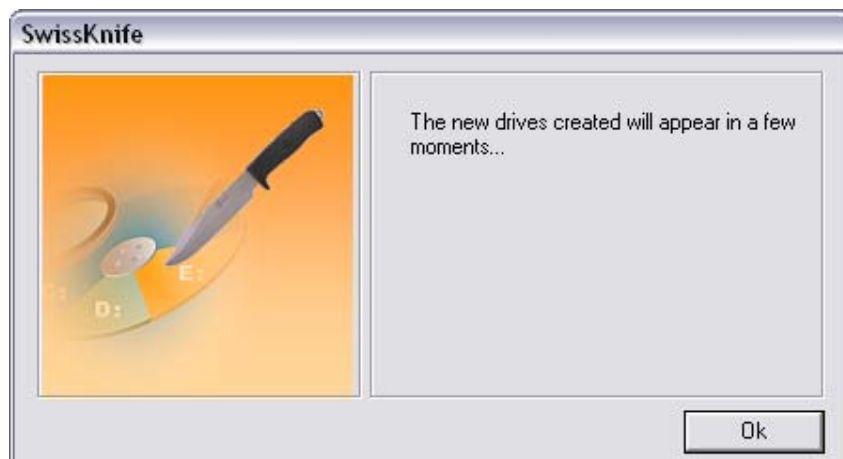 SwissKnife
The new drives created will appear in a few
moments...
E:
D:
C:
Ok